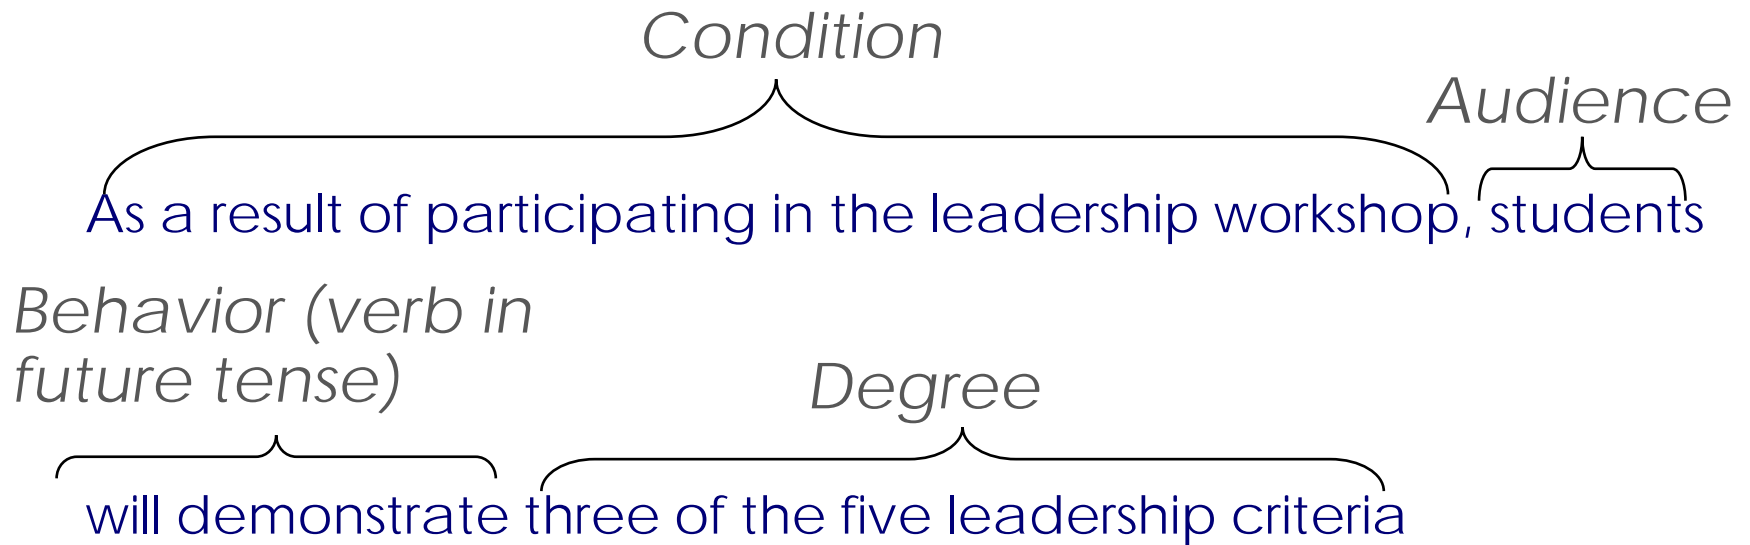 Condition
Audience
As a result of participating in the leadership workshop, students
Behavior (verb in
future tense)
Degree
will demonstrate three of the five leadership criteria